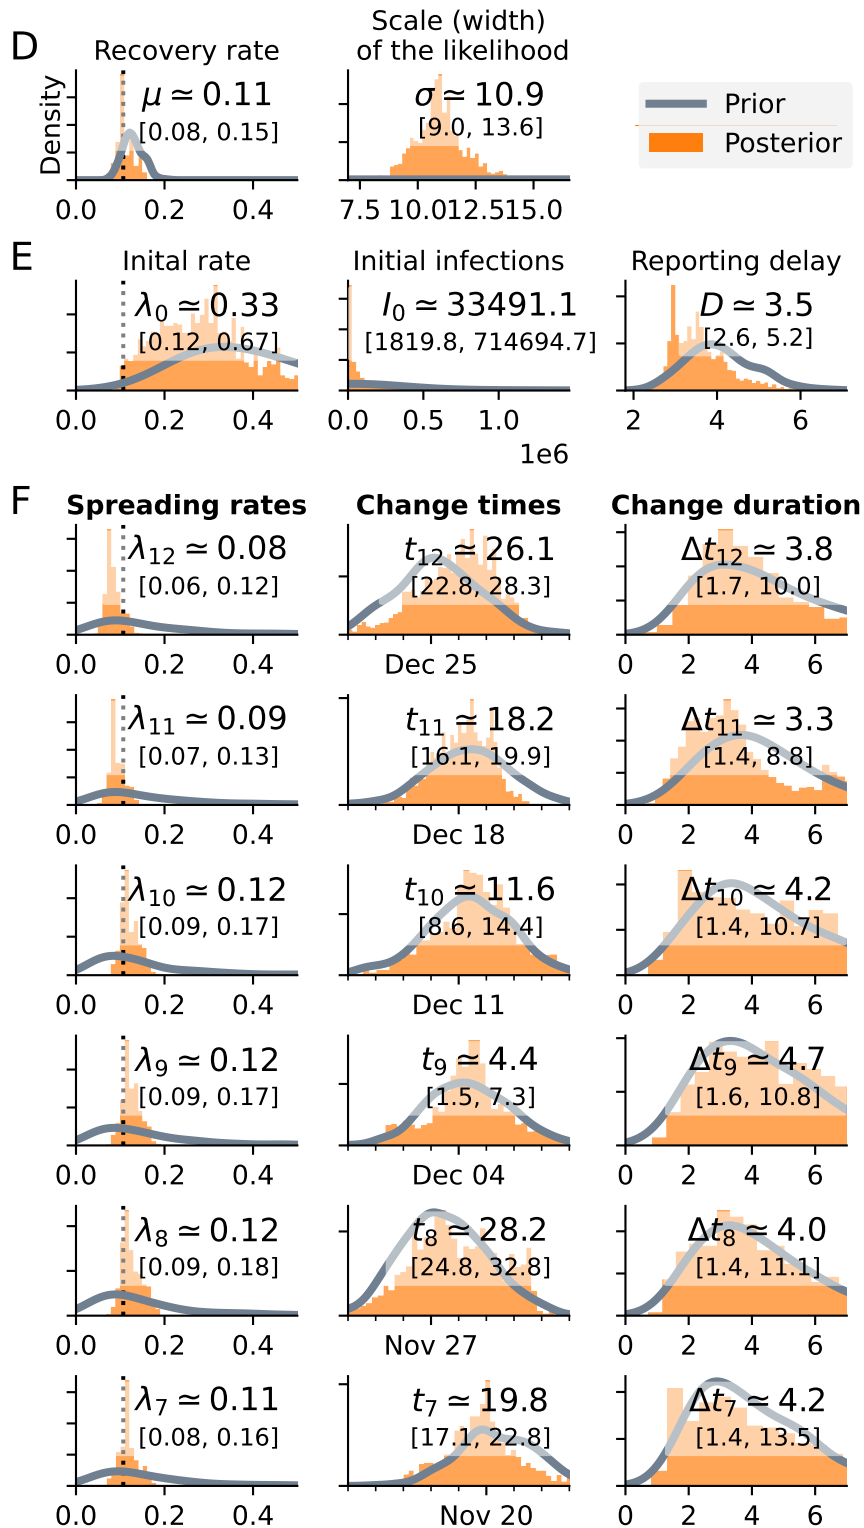 D
Recovery rate
Density
μ ≃ 0.11
[0.08, 0.15]
0.0 0.2 0.4
Scale (width)
of the likelihood
σ ≃ 10.9
[9.0, 13.6]
7.5 10.0 12.5 15.0
Prior
Posterior
E
Inital rate
λ0 ≃ 0.33
[0.12, 0.67]
0.0 0.2 0.4
Initial infections
I0 ≃ 33491.1
[1819.8, 714694.7]
0.0 0.5 1.0
1e6
Reporting delay
D ≃ 3.5
[2.6, 5.2]
2 4 6
F
Spreading rates Change times Change duration
λ12 ≃ 0.08
[0.06, 0.12]
0.0 0.2 0.4
t12 ≃ 26.1
[22.8, 28.3]
Dec 25
Δt12 ≃ 3.8
[1.7, 10.0]
0 2 4 6
λ11 ≃ 0.09
[0.07, 0.13]
0.0 0.2 0.4
t11 ≃ 18.2
[16.1, 19.9]
Dec 18
Δt11 ≃ 3.3
[1.4, 8.8]
0 2 4 6
λ10 ≃ 0.12
[0.09, 0.17]
0.0 0.2 0.4
t10 ≃ 11.6
[8.6, 14.4]
Dec 11
Δt10 ≃ 4.2
[1.4, 10.7]
0 2 4 6
λ9 ≃ 0.12
[0.09, 0.17]
0.0 0.2 0.4
t9 ≃ 4.4
[1.5, 7.3]
Dec 04
Δt9 ≃ 4.7
[1.6, 10.8]
0 2 4 6
λ8 ≃ 0.12
[0.09, 0.18]
0.0 0.2 0.4
t8 ≃ 28.2
[24.8, 32.8]
Nov 27
Δt8 ≃ 4.0
[1.4, 11.1]
0 2 4 6
λ7 ≃ 0.11
[0.08, 0.16]
0.0 0.2 0.4
t7 ≃ 19.8
[17.1, 22.8]
Nov 20
Δt7 ≃ 4.2
[1.4, 13.5]
0 2 4 6